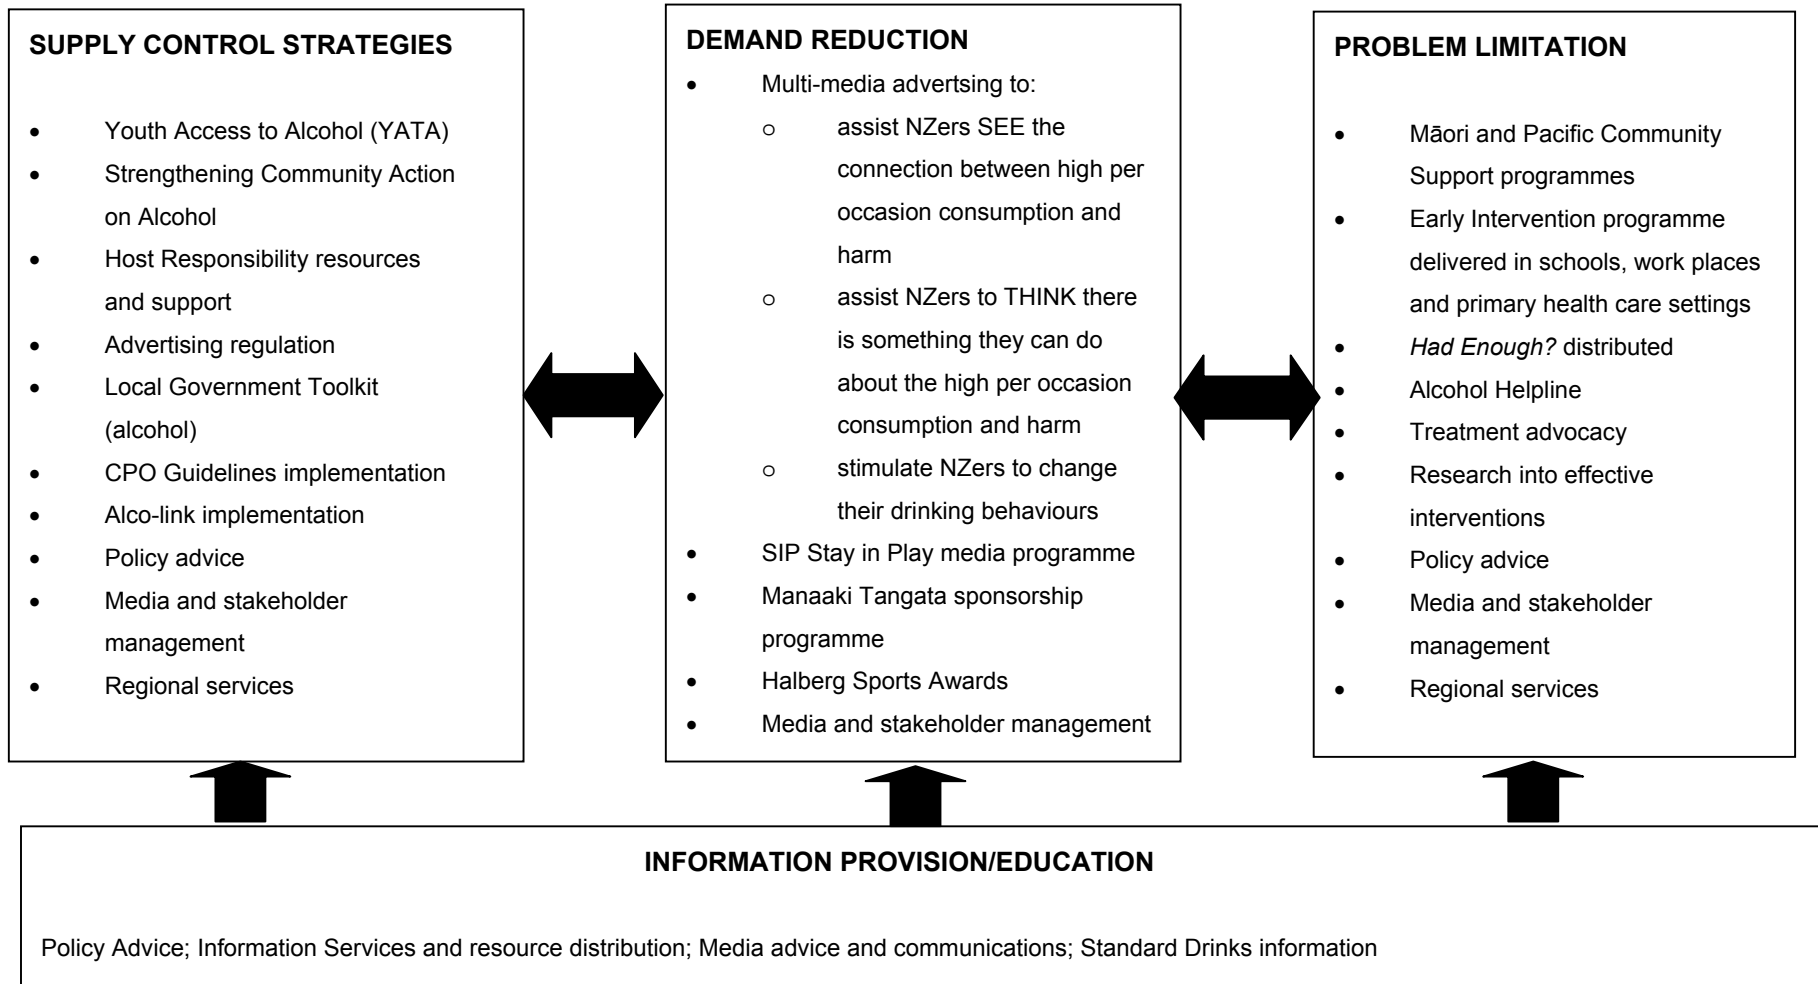 SUPPLY CONTROL STRATEGIES
• Youth Access to Alcohol (YATA)
• Strengthening Community Action
on Alcohol
• Host Responsibility resources
and support
• Advertising regulation
• Local Government Toolkit
(alcohol)
• CPO Guidelines implementation
• Alco-link implementation
• Policy advice
• Media and stakeholder
management
• Regional services
DEMAND REDUCTION
• Multi-media advertsing to:
o assist NZers SEE the
connection between high per
occasion consumption and
harm
o assist NZers to THINK there
is something they can do
about the high per occasion
consumption and harm
o stimulate NZers to change
their drinking behaviours
• SIP Stay in Play media programme
• Manaaki Tangata sponsorship
programme
• Halberg Sports Awards
• Media and stakeholder management
PROBLEM LIMITATION
• Māori and Pacific Community
Support programmes
• Early Intervention programme
delivered in schools, work places
and primary health care settings
• Had Enough? distributed
• Alcohol Helpline
• Treatment advocacy
• Research into effective
interventions
• Policy advice
• Media and stakeholder
management
• Regional services
INFORMATION PROVISION/EDUCATION
Policy Advice; Information Services and resource distribution; Media advice and communications; Standard Drinks information